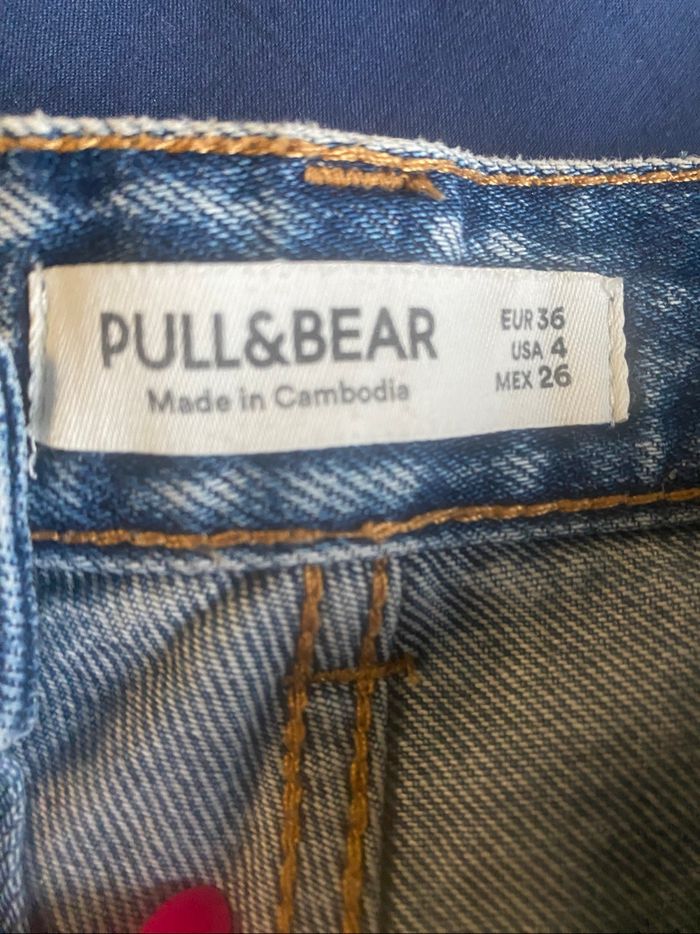 PULL&BEAR
Made in Cambodia
EUR 36
USA 4
MEX 26